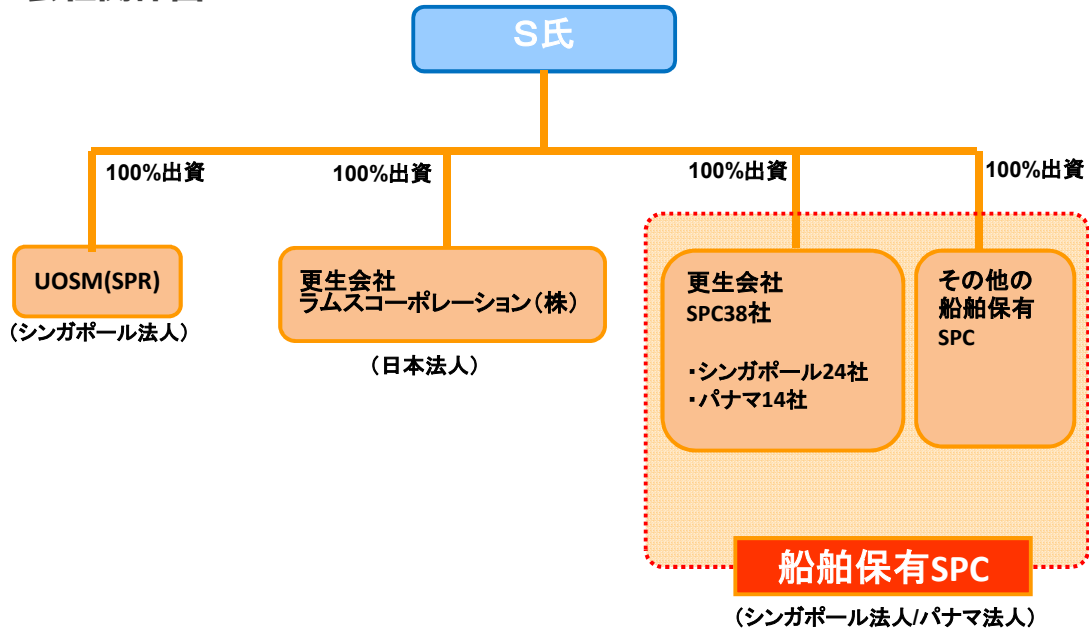 S氏
100%出資
100%出資
100%出資
100%出資
UOSM(SPR)
(シンガポール法人)
更生会社
ラムスコーポレーション(株)
(日本法人)
更生会社
SPC38社
・シンガポール24社
・パナマ14社
その他の
船舶保有
SPC
船舶保有SPC
(シンガポール法人/パナマ法人)